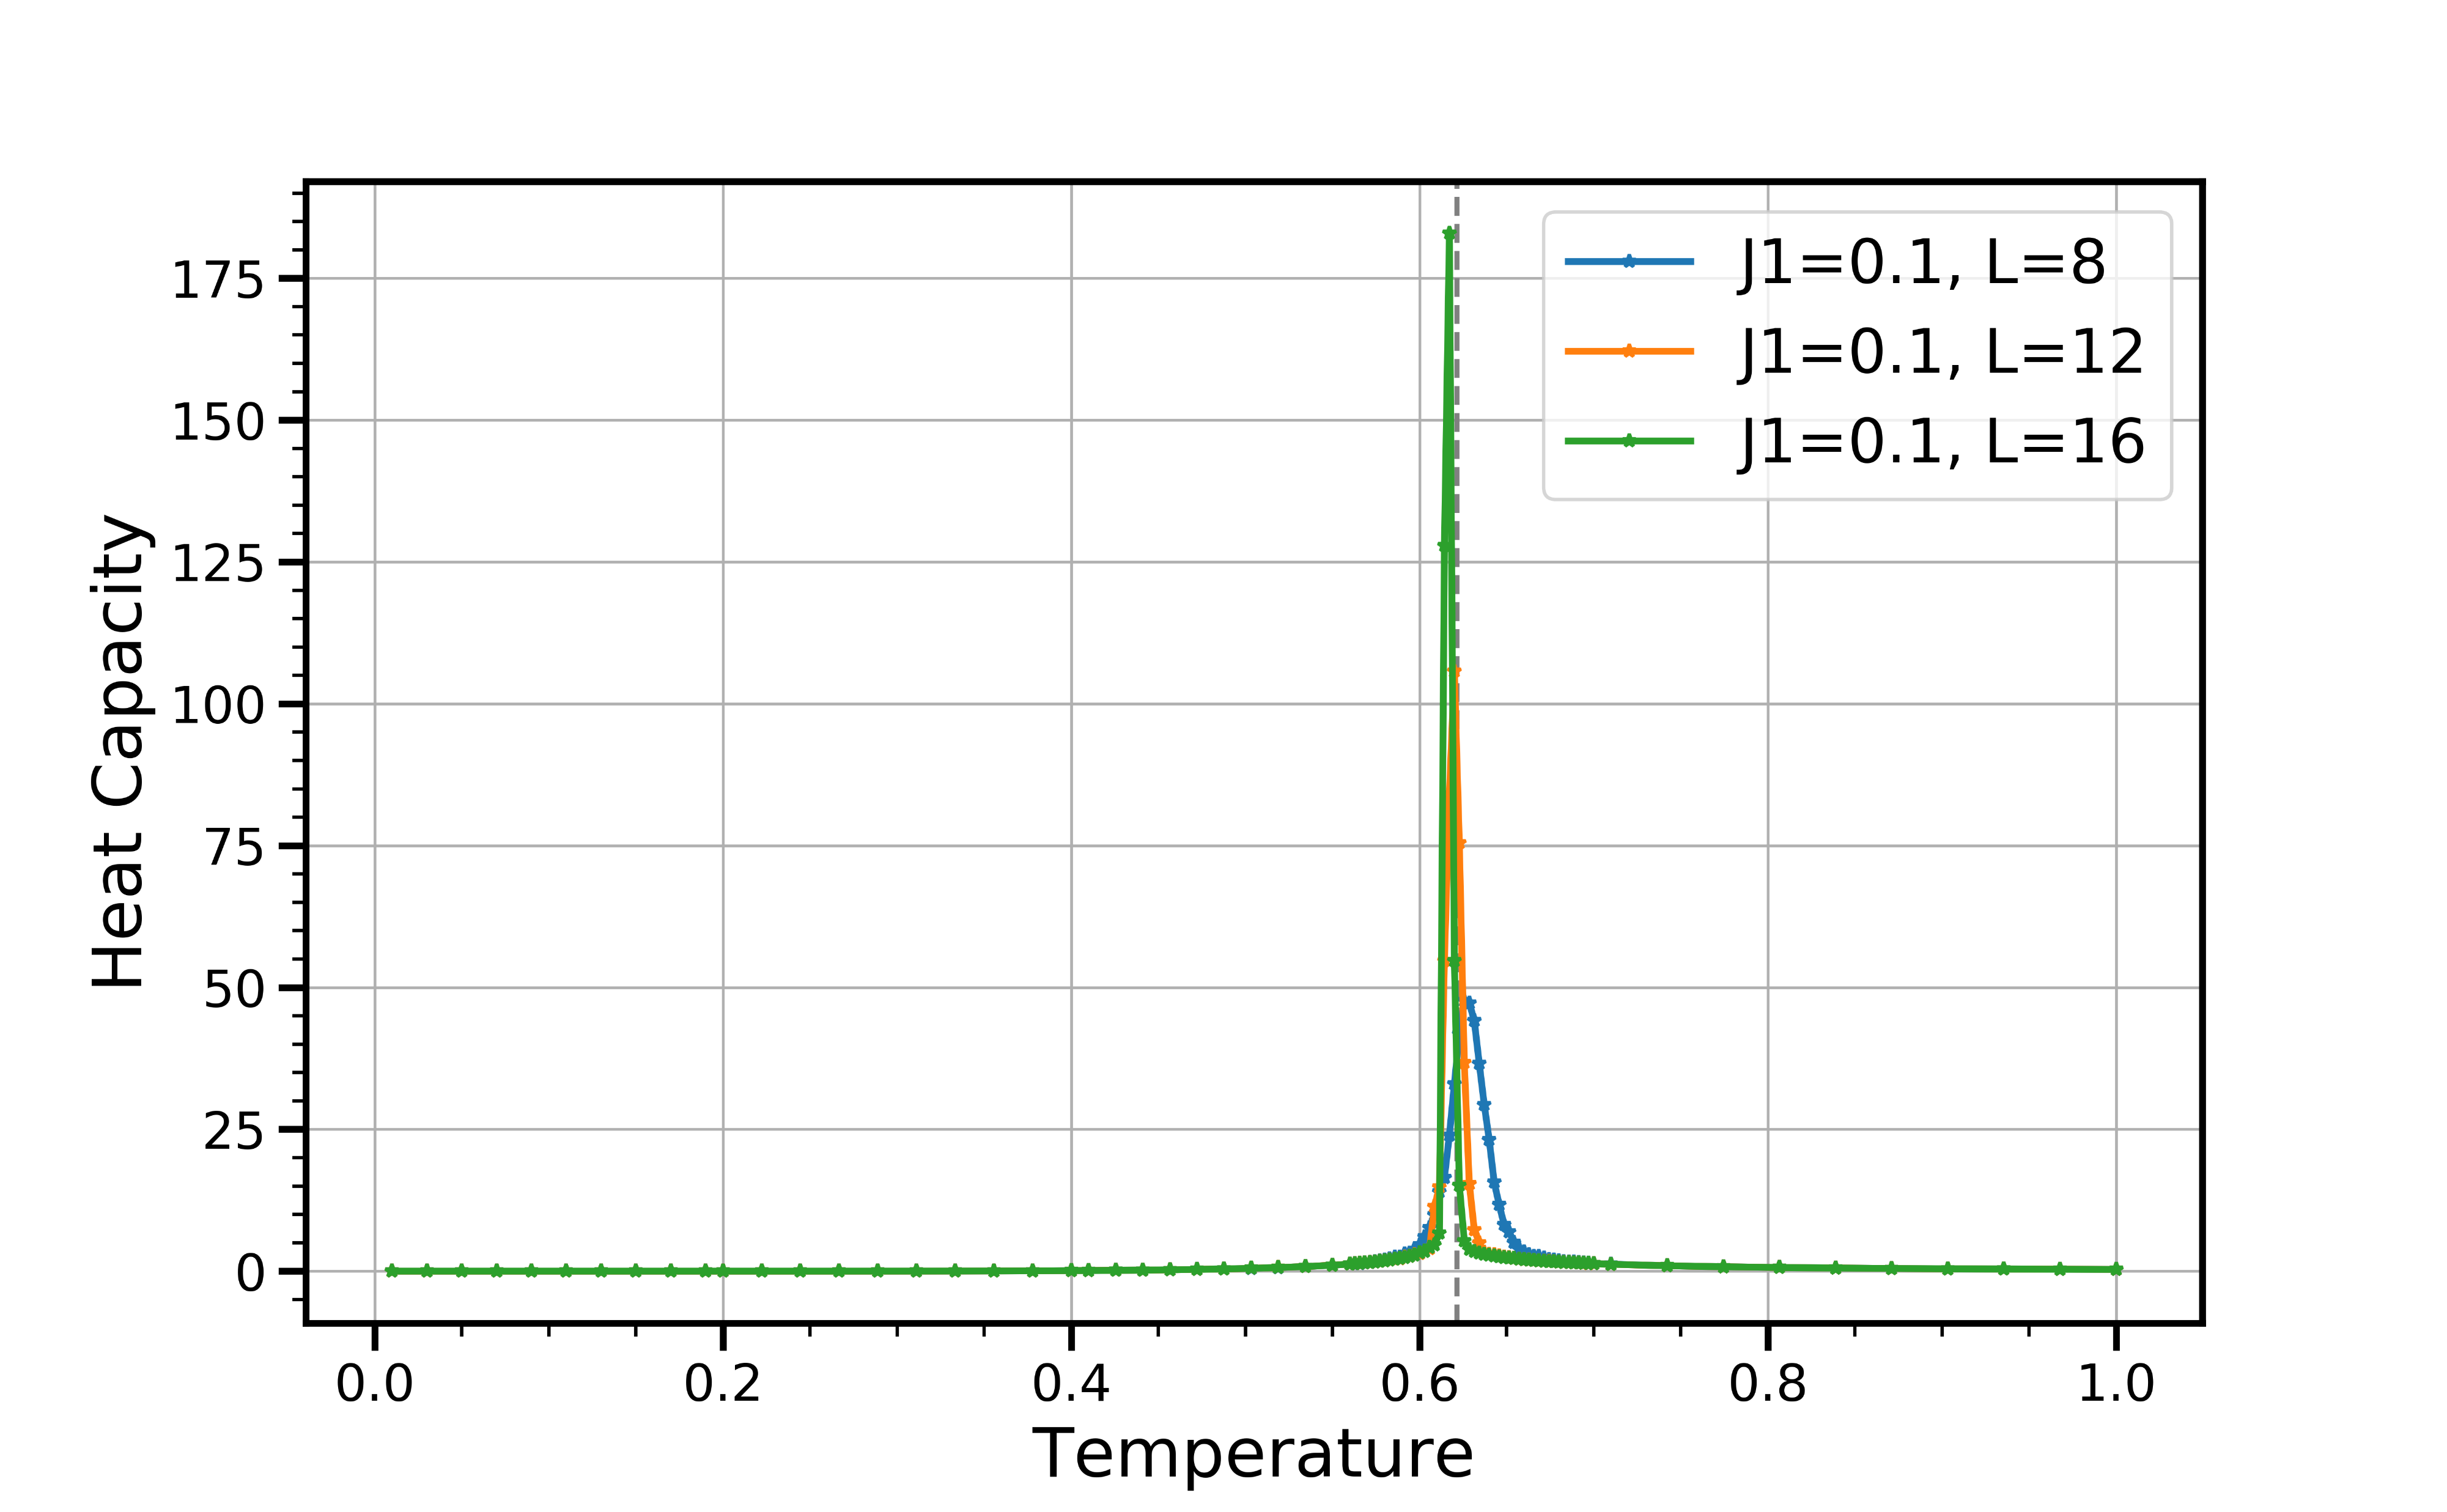 Heat Capacity
175
150
125
100
75
50
25
0
J1=0.1, L=8
J1=0.1, L=12
J1=0.1, L=16
0.0 0.2 0.4 0.6 0.8 1.0
Temperature